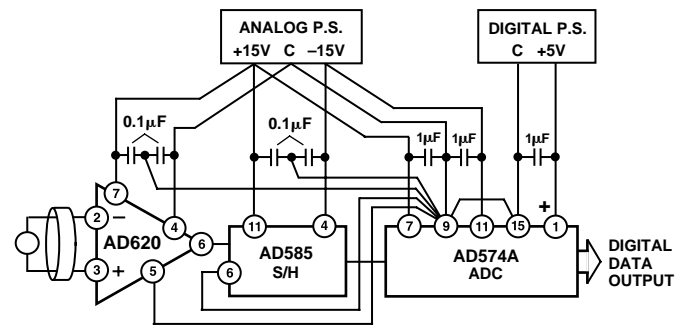 ANALOG P.S.
+15V C –15V
DIGITAL P.S.
C +5V
0.1µF
0.1µF
1µF 1µF
1µF
7
2 –
4
AD620
6
3 +
5
11
4
AD585
S/H
6
7
9
11
15
+
1
AD574A
ADC
DIGITAL
DATA
OUTPUT